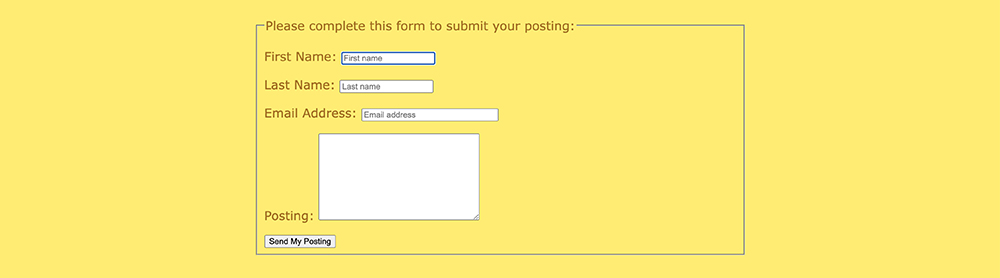 Please complete this form to submit your posting:
First Name: First name
Last Name: Last name
Email Address: Email address
Posting:
Send My Posting